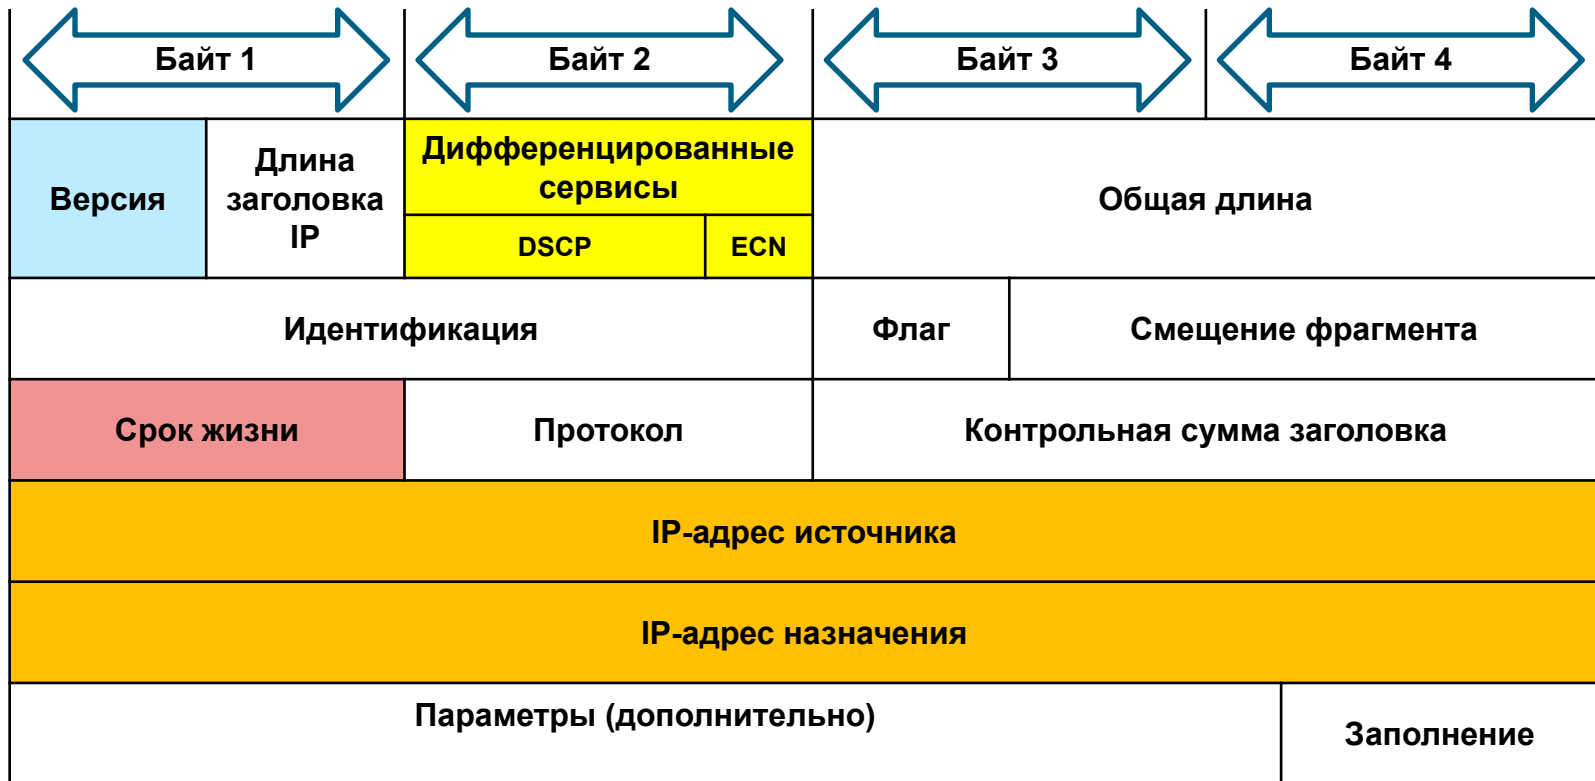 Байт 1
Байт 2
Байт 3
Байт 4
Версия
Длина
заголовка
IP
Дифференцированные
сервисы
DSCP
ECN
Общая длина
Идентификация
Флаг
Смещение фрагмента
Срок жизни
Протокол
Контрольная сумма заголовка
IP-адрес источника
IP-адрес назначения
Параметры (дополнительно)
Заполнение